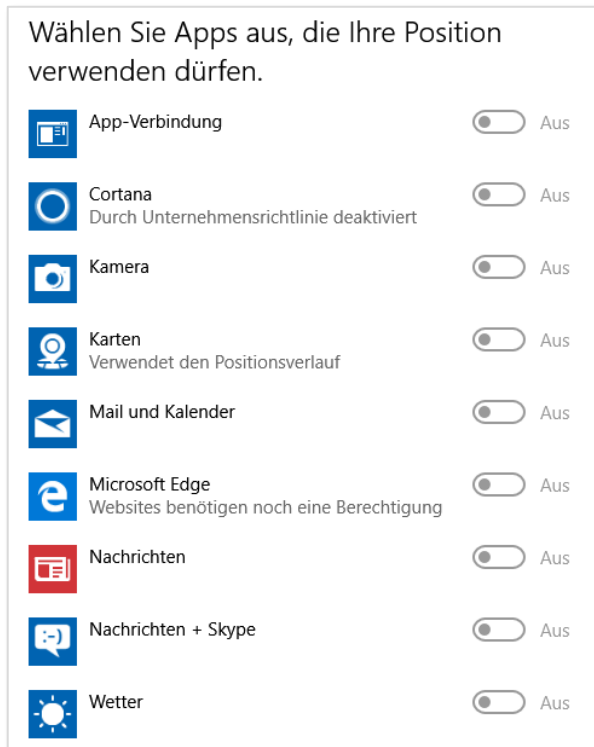 Wählen Sie Apps aus, die Ihre Position
verwenden dürfen.
App-Verbindung Aus
Cortana Aus
Durch Unternehmensrichtlinie deaktiviert
Kamera Aus
Karten Aus
Verwendet den Positionsverlauf
Mail und Kalender Aus
Microsoft Edge Aus
Websites benötigen noch eine Berechtigung
Nachrichten Aus
Nachrichten + Skype Aus
Wetter Aus